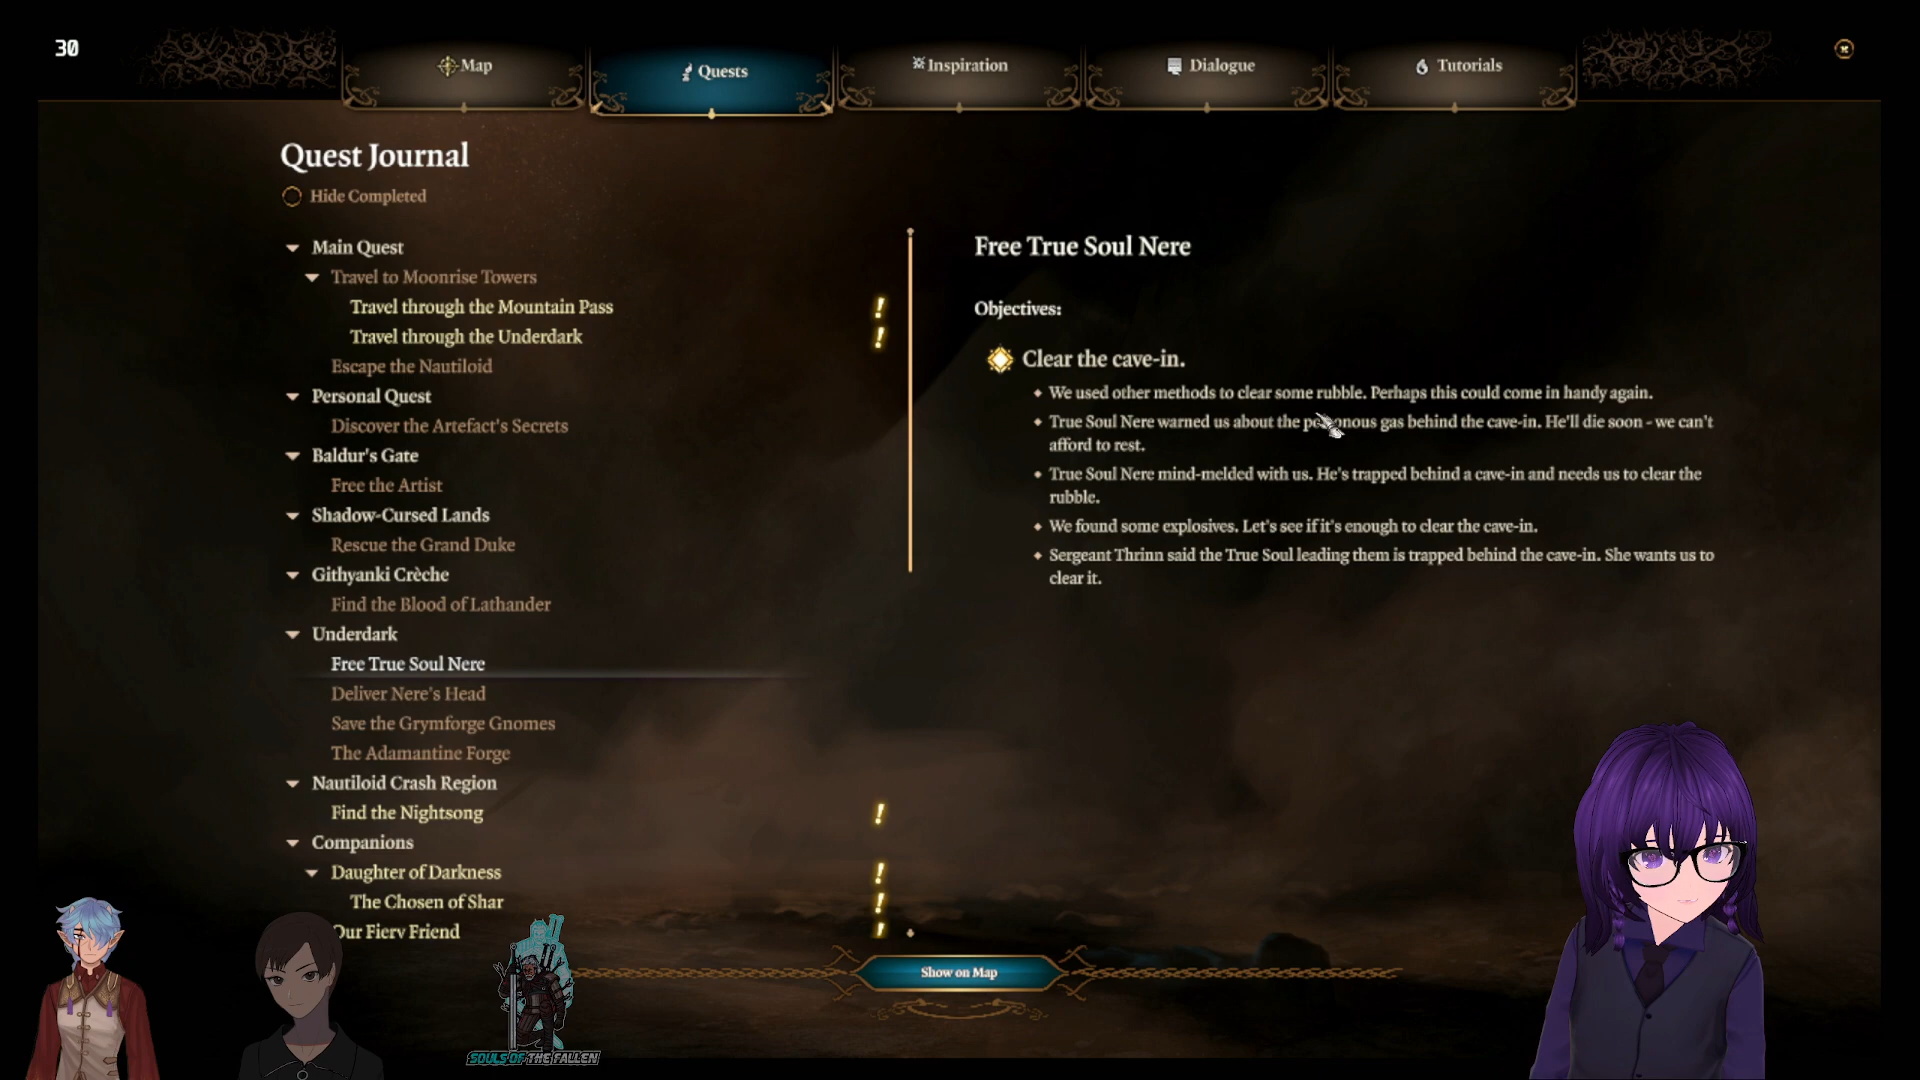 30
Map
Quests
Inspiration
Dialogue
Tutorials
Quest Journal
Hide Completed
Main Quest
Travel to Moonrise Towers
Travel through the Mountain Pass
Travel through the Underdark
Escape the Nautiloid
Personal Quest
Discover the Artefact's Secrets
Baldur's Gate
Free the Artist
Shadow-Cursed Lands
Rescue the Grand Duke
Githyanki Crèche
Find the Blood of Lathander
Underdark
Free True Soul Nere
Deliver Nere's Head
Save the Grymforge Gnomes
The Adamantine Forge
Nautiloid Crash Region
Find the Nightsong
Companions
Daughter of Darkness
The Chosen of Shar
Our Fiery Friend
Free True Soul Nere
Objectives:
Clear the cave-in.
We used other methods to clear some rubble. Perhaps this could come in handy again.
True Soul Nere warned us about the poisonous gas behind the cave-in. He'll die soon - we can't
afford to rest.
True Soul Nere mind-melded with us. He's trapped behind a cave-in and needs us to clear the
rubble.
We found some explosives. Let's see if it's enough to clear the cave-in.
Sergeant Thrinn said the True Soul leading them is trapped behind the cave-in. She wants us to
clear it.
Show on Map
SOULS OF THE FALLEN